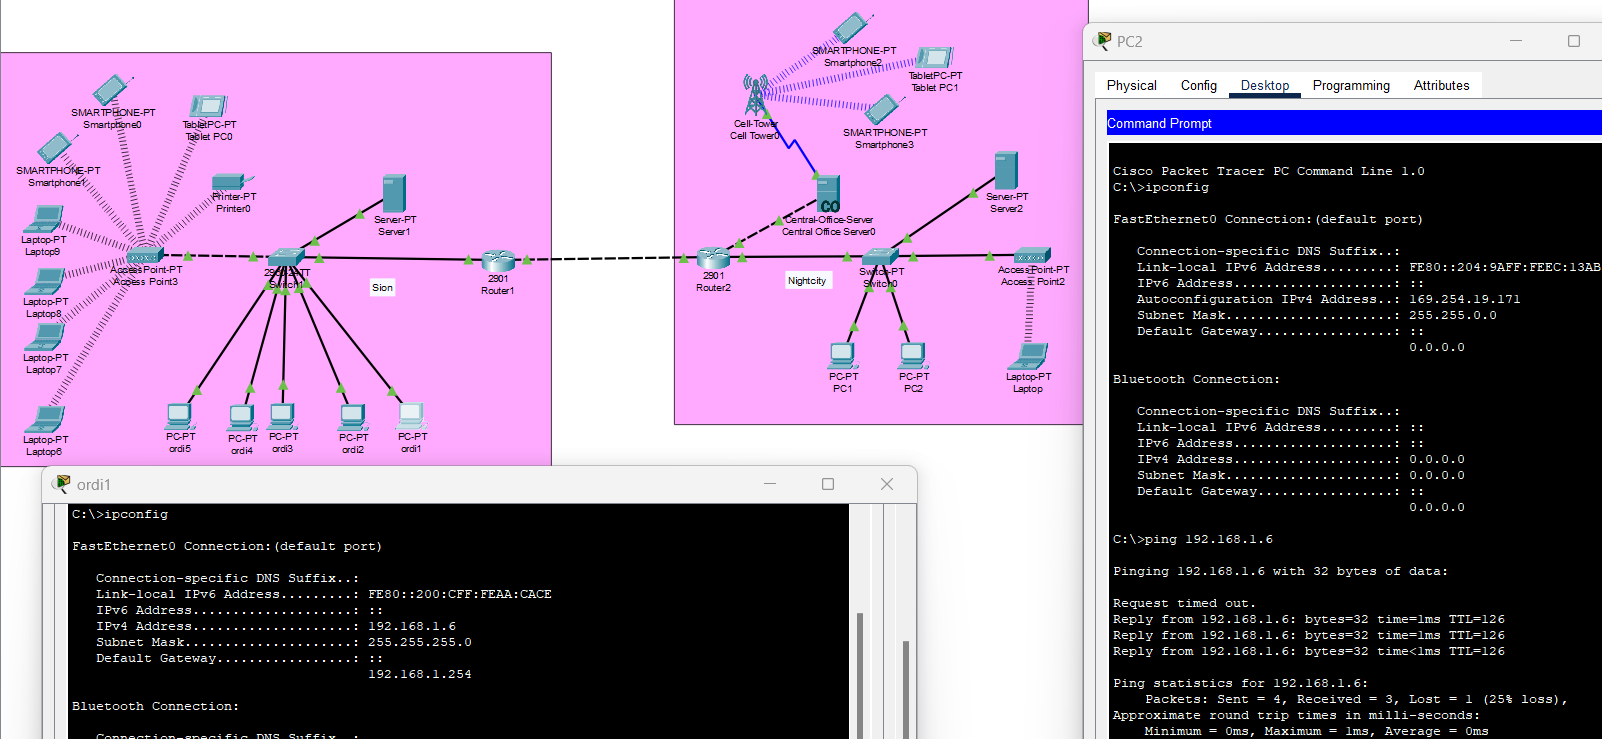 SMARTPHONE-PT
Smartphone0
TabletPC-PT
Tablet PC0
SMARTPHONE-PT
Smartphone1
Printer-PT
Printer0
Laptop-PT
Laptop9
Server-PT
Server1
AccessPoint-PT
Access Point3
2960-24TT
Switch1
2901
Router1
Sion
Laptop-PT
Laptop8
Laptop-PT
Laptop7
Laptop-PT
Laptop6
PC-PT
ordi5
PC-PT
ordi4
PC-PT
ordi3
PC-PT
ordi2
PC-PT
ordi1
SMARTPHONE-PT
Smartphone2
TabletPC-PT
Tablet PC1
Cell-Tower
Cell Tower0
SMARTPHONE-PT
Smartphone3
CO
Central-Office-Server
Central Office Server0
Server-PT
Server2
2901
Router2
Nightcity
Switch-PT
Switch0
AccessPoint-PT
Access Point2
PC-PT
PC1
PC-PT
PC2
Laptop-PT
Laptop
ordi1
C:\>ipconfig
FastEthernet0 Connection:(default port)
Connection-specific DNS Suffix..:
Link-local IPv6 Address.........: FE80::200:CFF:FEAA:CACE
IPv6 Address....................: ::
IPv4 Address....................: 192.168.1.6
Subnet Mask.....................: 255.255.255.0
Default Gateway.................: ::
192.168.1.254
Bluetooth Connection:
Connection-specific DNS Suffix..:
PC2
Physical Config Desktop Programming Attributes
Command Prompt
Cisco Packet Tracer PC Command Line 1.0
C:\>ipconfig
FastEthernet0 Connection:(default port)
Connection-specific DNS Suffix..:
Link-local IPv6 Address.........: FE80::204:9AFF:FEEC:13AB
IPv6 Address....................: ::
Autoconfiguration IPv4 Address..: 169.254.19.171
Subnet Mask.....................: 255.255.0.0
Default Gateway.................: ::
0.0.0.0
Bluetooth Connection:
Connection-specific DNS Suffix..:
Link-local IPv6 Address.........: ::
IPv6 Address....................: ::
IPv4 Address....................: 0.0.0.0
Subnet Mask.....................: 0.0.0.0
Default Gateway.................: ::
0.0.0.0
C:\>ping 192.168.1.6
Pinging 192.168.1.6 with 32 bytes of data:
Request timed out.
Reply from 192.168.1.6: bytes=32 time=1ms TTL=126
Reply from 192.168.1.6: bytes=32 time=1ms TTL=126
Reply from 192.168.1.6: bytes=32 time<1ms TTL=126
Ping statistics for 192.168.1.6:
Packets: Sent = 4, Received = 3, Lost = 1 (25% loss),
Approximate round trip times in milli-seconds:
Minimum = 0ms, Maximum = 1ms, Average = 0ms